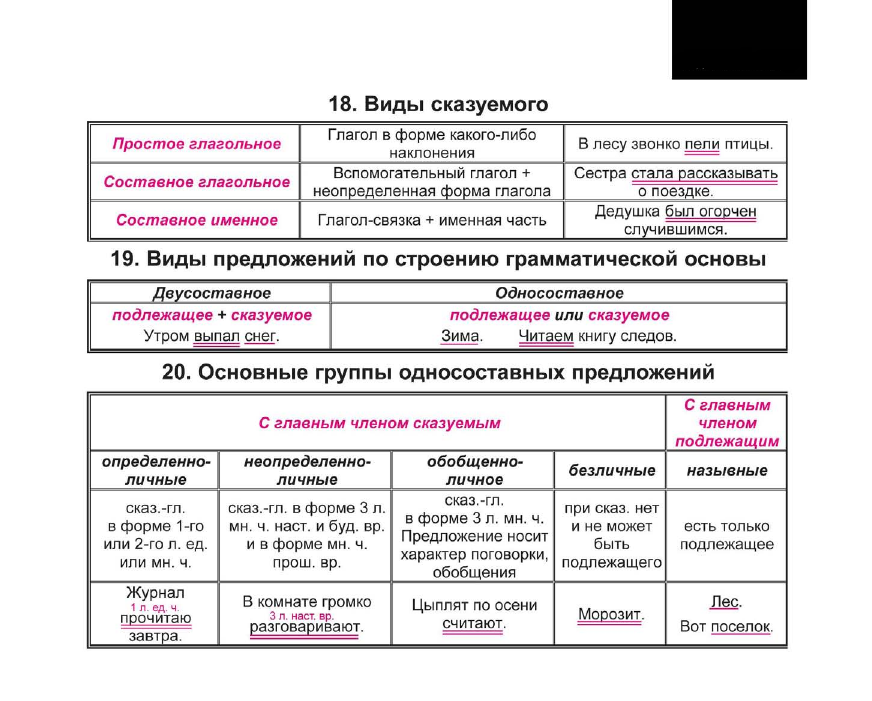 18. Виды сказуемого
Простое глагольное
Глагол в форме какого-либо
наклонения
В лесу звонко пели птицы.
Составное глагольное
Вспомогательный глагол +
неопределенная форма глагола
Сестра стала рассказывать
о поездке.
Составное именное
Глагол-связка + именная часть
Дедушка был огорчен
случившимся.
19. Виды предложений по строению грамматической основы
Двусоставное
Односоставное
подлежащее + сказуемое
Утром выпал снег.
подлежащее или сказуемое
Зима. Читаем книгу следов.
20. Основные группы односоставных предложений
С главным членом сказуемым
С главным
членом
подлежащим
определенно-
личные
неопределенно-
личные
обобщенно-
личное
безличные
назывные
сказ.-гл.
в форме 1-го
или 2-го л. ед.
или мн. ч.
сказ.-гл. в форме 3 л.
мн. ч. наст. и буд. вр.
и в форме мн. ч.
прош. вр.
сказ.-гл.
в форме 3 л. мн. ч.
Предложение носит
характер поговорки,
обобщения
при сказ. нет
и не может
быть
подлежащего
есть только
подлежащее
Журнал
1 л. ед. ч.
прочитаю
завтра.
В комнате громко
3 л. наст. вр.
разговаривают.
Цыплят по осени
считают.
Морозит.
Лес.
Вот поселок.